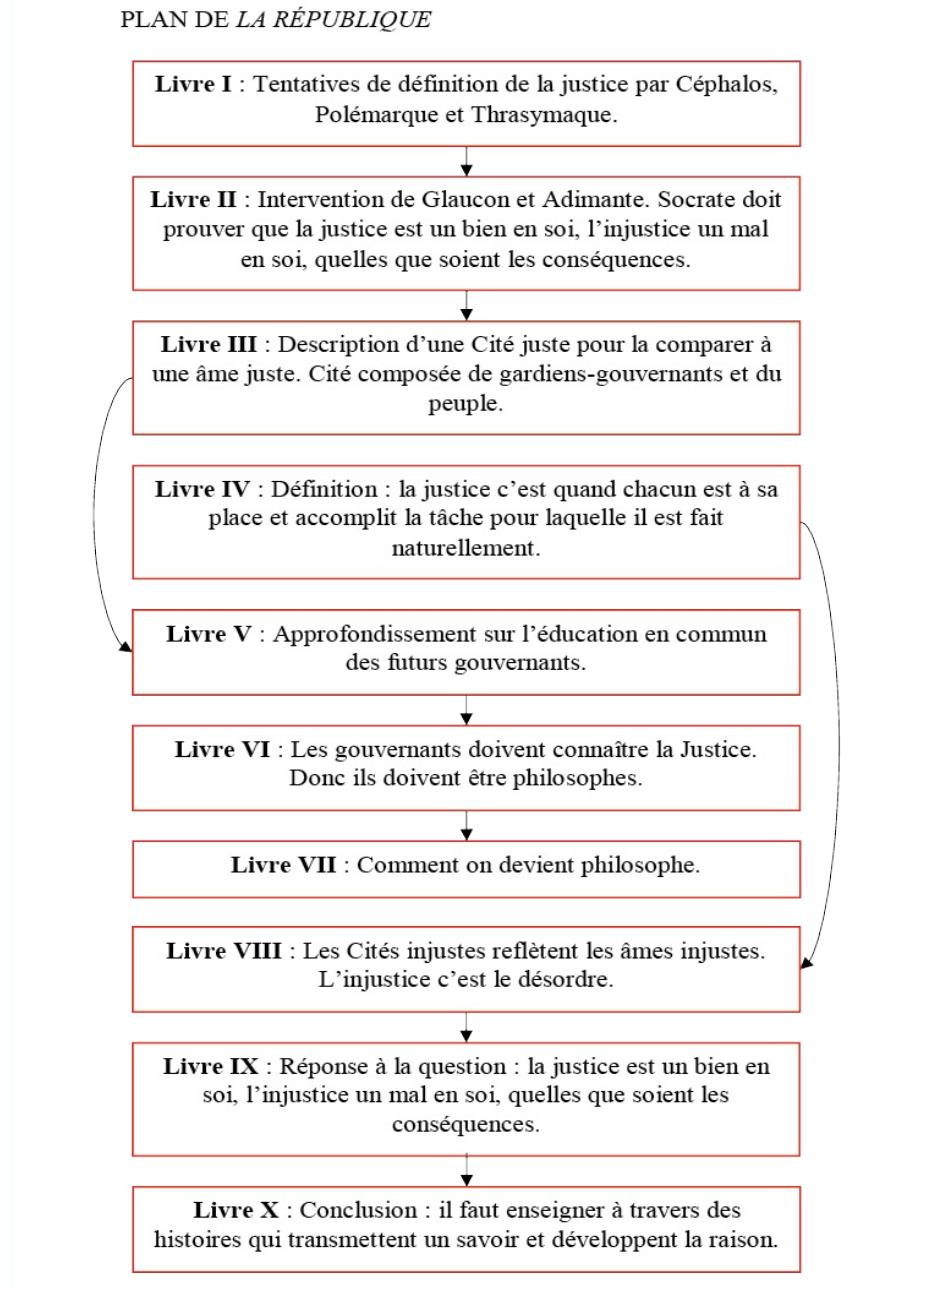 PLAN DE LA RÉPUBLIQUE
Livre I : Tentatives de définition de la justice par Céphalos,
Polémarque et Thrasymaque.
Livre II : Intervention de Glaucon et Adimante. Socrate doit
prouver que la justice est un bien en soi, l’injustice un mal
en soi, quelles que soient les conséquences.
Livre III : Description d’une Cité juste pour la comparer à
une âme juste. Cité composée de gardiens-gouvernants et du
peuple.
Livre IV : Définition : la justice c’est quand chacun est à sa
place et accomplit la tâche pour laquelle il est fait
naturellement.
Livre V : Approfondissement sur l’éducation en commun
des futurs gouvernants.
Livre VI : Les gouvernants doivent connaître la Justice.
Donc ils doivent être philosophes.
Livre VII : Comment on devient philosophe.
Livre VIII : Les Cités injustes reflètent les âmes injustes.
L’injustice c’est le désordre.
Livre IX : Réponse à la question : la justice est un bien en
soi, l’injustice un mal en soi, quelles que soient les
conséquences.
Livre X : Conclusion : il faut enseigner à travers des
histoires qui transmettent un savoir et développent la raison.